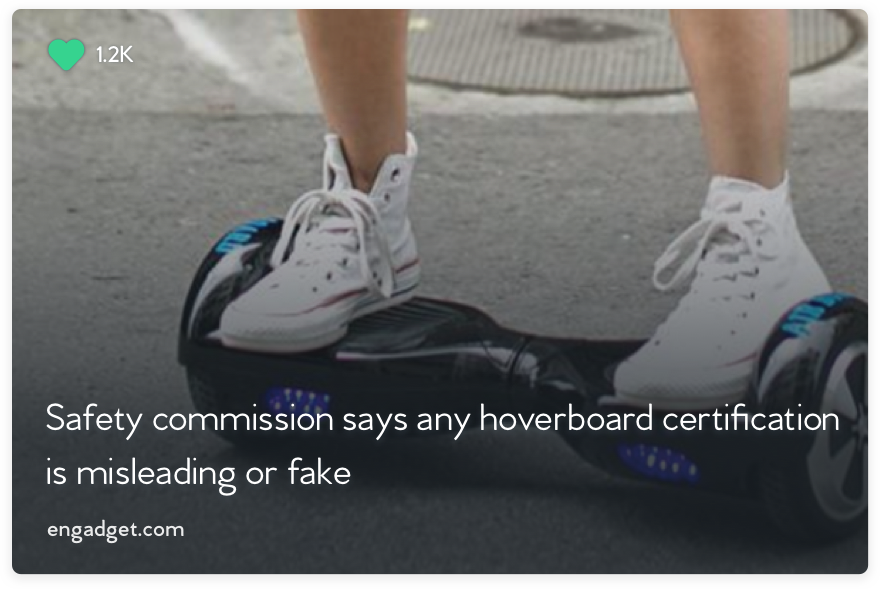 1.2K
Safety commission says any hoverboard certification
is misleading or fake
engadget.com